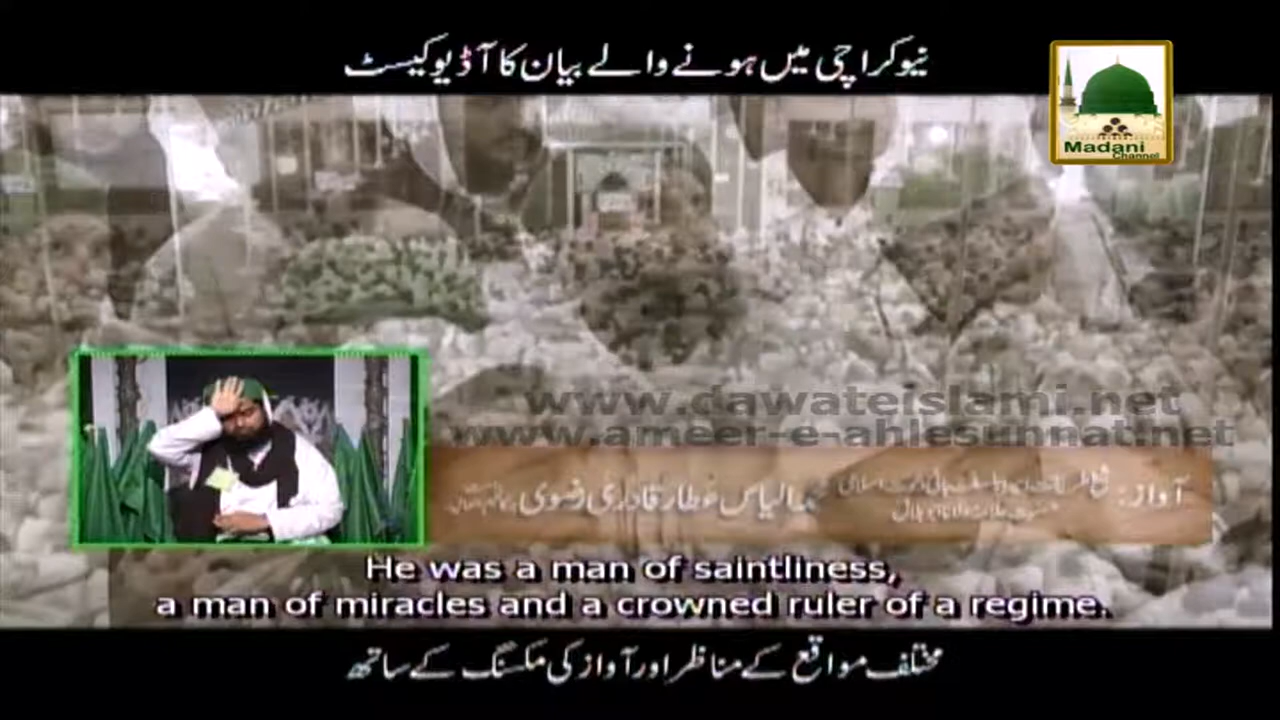 نیو کراچی میں ہونے والے بیان کا آڈیو کیسٹ
Madani
Channel
www.dawateislami.net
www.ameer-e-ahlesunnat.net
آواز: محمد الیاس عطار قادری رضوی
He was a man of saintliness,
a man of miracles and a crowned ruler of a regime.
مختلف مواقع کے مناظر اور آواز کی مکسنگ کے ساتھ